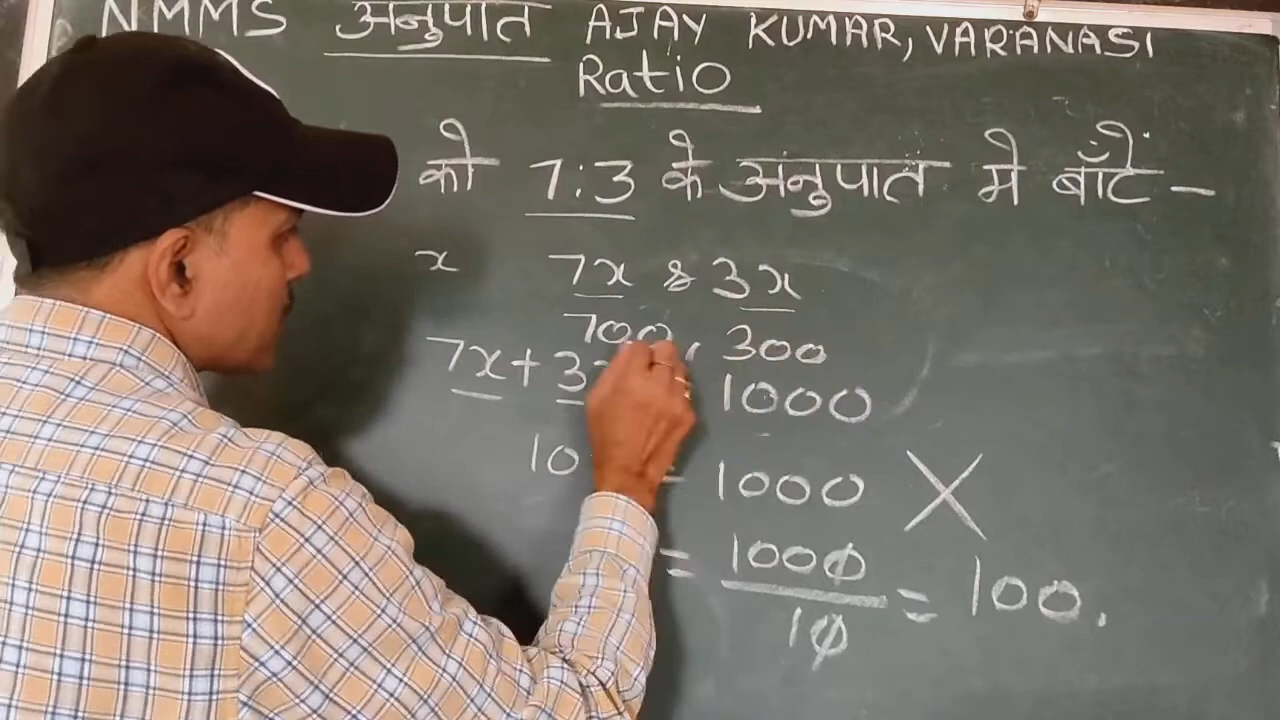 NMMS अनुपात AJAY KUMAR, VARANASI
Ratio
को 7:3 के अनुपात मे बाँटें -
x 7x & 3x
700, 300
7x + 3 1000
10 = 1000 X
= 1000/10 = 100.